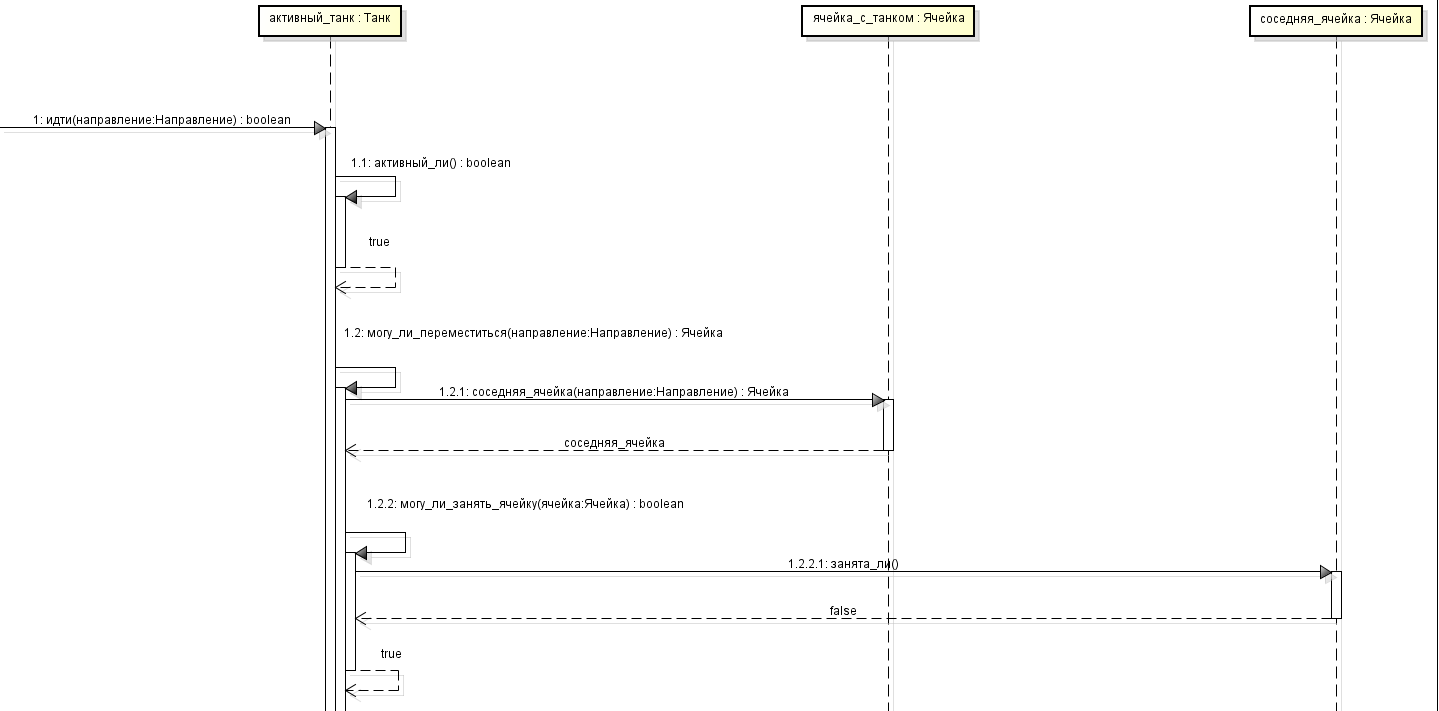 активный_танк : Танк
ячейка_с_танком : Ячейка
соседняя_ячейка : Ячейка
1: идти(направление:Направление) : boolean
1.1: активный_ли() : boolean
true
1.2: могу_ли_переместиться(направление:Направление) : Ячейка
1.2.1: соседняя_ячейка(направление:Направление) : Ячейка
соседняя_ячейка
1.2.2: могу_ли_занять_ячейку(ячейка:Ячейка) : boolean
1.2.2.1: занята_ли()
false
true